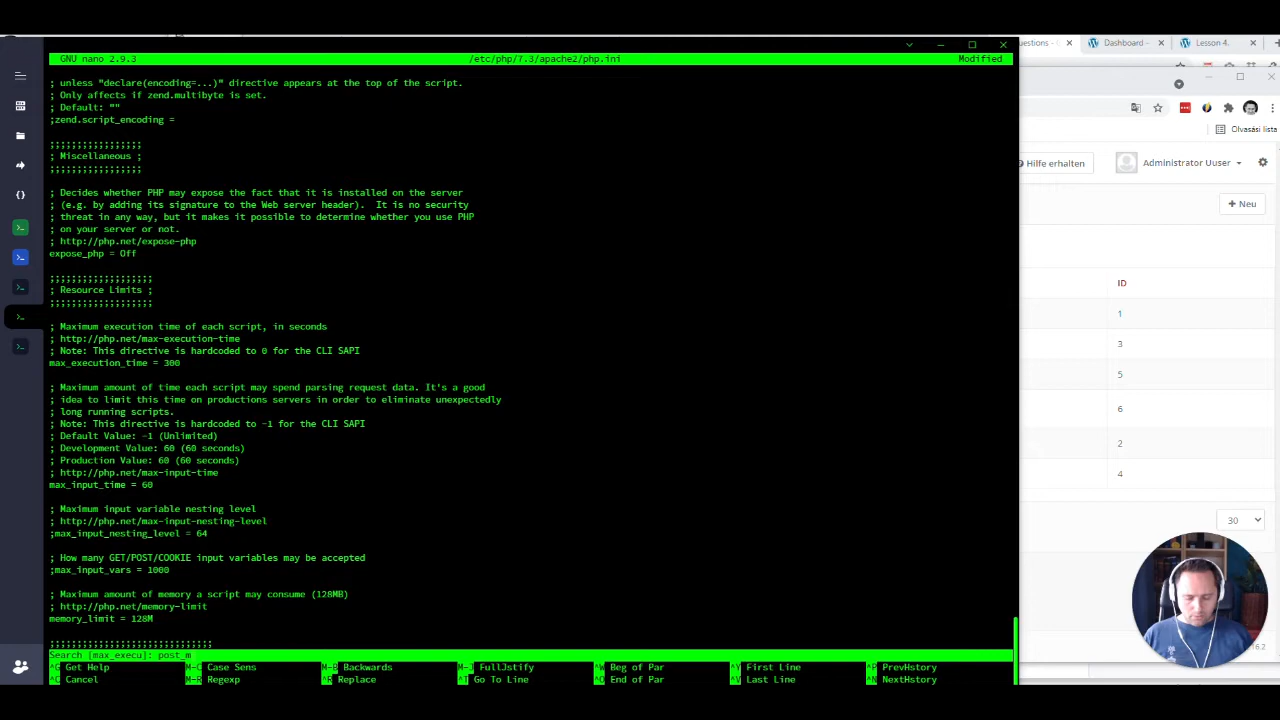 GNU nano 2.9.3 /etc/php/7.3/apache2/php.ini Modified
; unless "declare(encoding=...)" directive appears at the top of the script.
; Only affects if zend.multibyte is set.
; Default: ""
;zend.script_encoding =
;;;;;;;;;;;;;;;;;
; Miscellaneous ;
;;;;;;;;;;;;;;;;;
; Decides whether PHP may expose the fact that it is installed on the server
; (e.g. by adding its signature to the Web server header).  It is no security
; threat in any way, but it makes it possible to determine whether you use PHP
; on your server or not.
; http://php.net/expose-php
expose_php = Off
;;;;;;;;;;;;;;;;;;;
; Resource Limits ;
;;;;;;;;;;;;;;;;;;;
; Maximum execution time of each script, in seconds
; http://php.net/max-execution-time
; Note: This directive is hardcoded to 0 for the CLI SAPI
max_execution_time = 300
; Maximum amount of time each script may spend parsing request data. It's a good
; idea to limit this time on productions servers in order to eliminate unexpectedly
; long running scripts.
; Note: This directive is hardcoded to -1 for the CLI SAPI
; Default Value: -1 (Unlimited)
; Development Value: 60 (60 seconds)
; Production Value: 60 (60 seconds)
; http://php.net/max-input-time
max_input_time = 60
; Maximum input variable nesting level
; http://php.net/max-input-nesting-level
;max_input_nesting_level = 64
; How many GET/POST/COOKIE input variables may be accepted
;max_input_vars = 1000
; Maximum amount of memory a script may consume (128MB)
; http://php.net/memory-limit
memory_limit = 128M
;;;;;;;;;;;;;;;;;;;;;;;;;;;;;;
Search [max_execu]: post_m
^G Get Help M-C Case Sens M-B Backwards M-J FullJstify ^W Beg of Par ^Y First Line ^P PrevHstory
^C Cancel M-R Regexp ^R Replace ^T Go To Line ^O End of Par ^V Last Line ^N NextHstory
Dashboard –
Lesson 4.
Olvasási lista
Hilfe erhalten
Administrator Uuser
+ Neu
ID
1
3
5
6
2
4
30